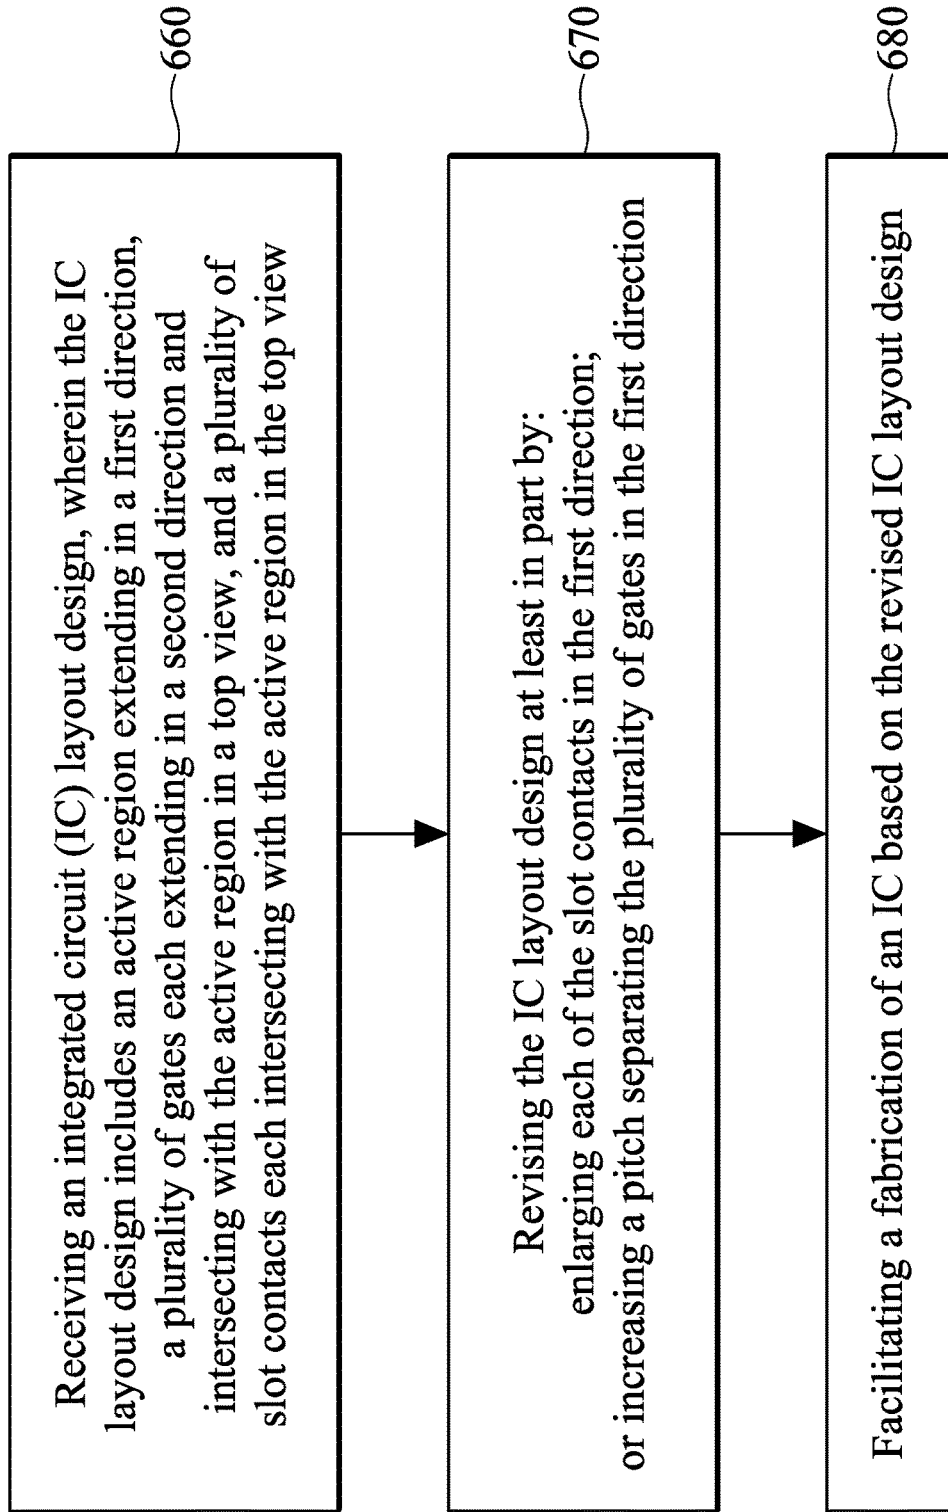 660
Receiving an integrated circuit (IC) layout design, wherein the IC
layout design includes an active region extending in a first direction,
a plurality of gates each extending in a second direction and
intersecting with the active region in a top view, and a plurality of
slot contacts each intersecting with the active region in the top view
670
Revising the IC layout design at least in part by:
enlarging each of the slot contacts in the first direction;
or increasing a pitch separating the plurality of gates in the first direction
680
Facilitating a fabrication of an IC based on the revised IC layout design